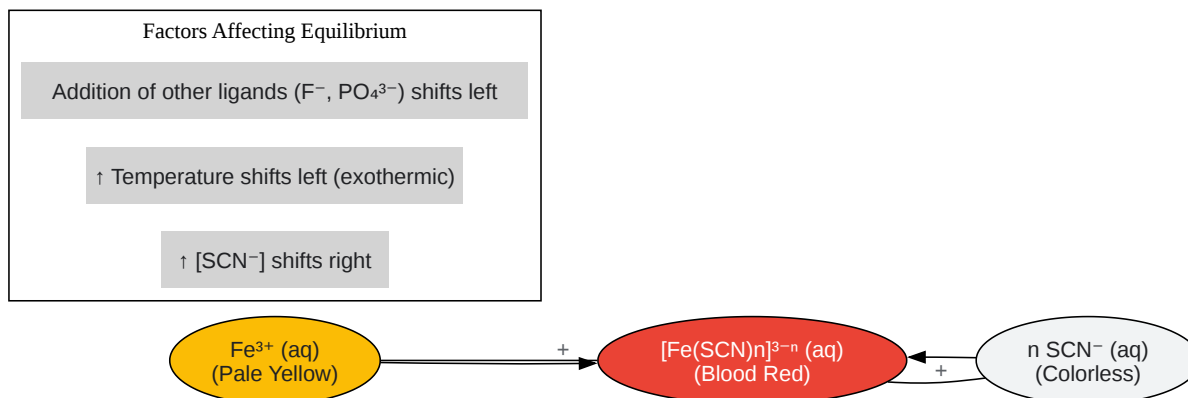 Factors Affecting Equilibrium
Addition of other ligands (F⁻, PO₄³⁻) shifts left
↑ Temperature shifts left (exothermic)
↑ [SCN⁻] shifts right
Fe³⁺ (aq)
(Pale Yellow)
+
[Fe(SCN)n]³⁻ⁿ (aq)
(Blood Red)
+
n SCN⁻ (aq)
(Colorless)